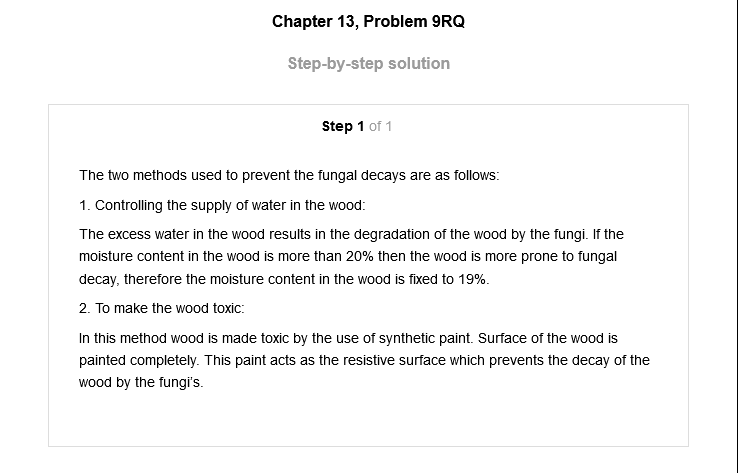 Chapter 13, Problem 9RQ
Step-by-step solution
Step 1 of 1
The two methods used to prevent the fungal decays are as follows:
1. Controlling the supply of water in the wood:
The excess water in the wood results in the degradation of the wood by the fungi. If the
moisture content in the wood is more than 20% then the wood is more prone to fungal
decay, therefore the moisture content in the wood is fixed to 19%.
2. To make the wood toxic:
In this method wood is made toxic by the use of synthetic paint. Surface of the wood is
painted completely. This paint acts as the resistive surface which prevents the decay of the
wood by the fungi's.